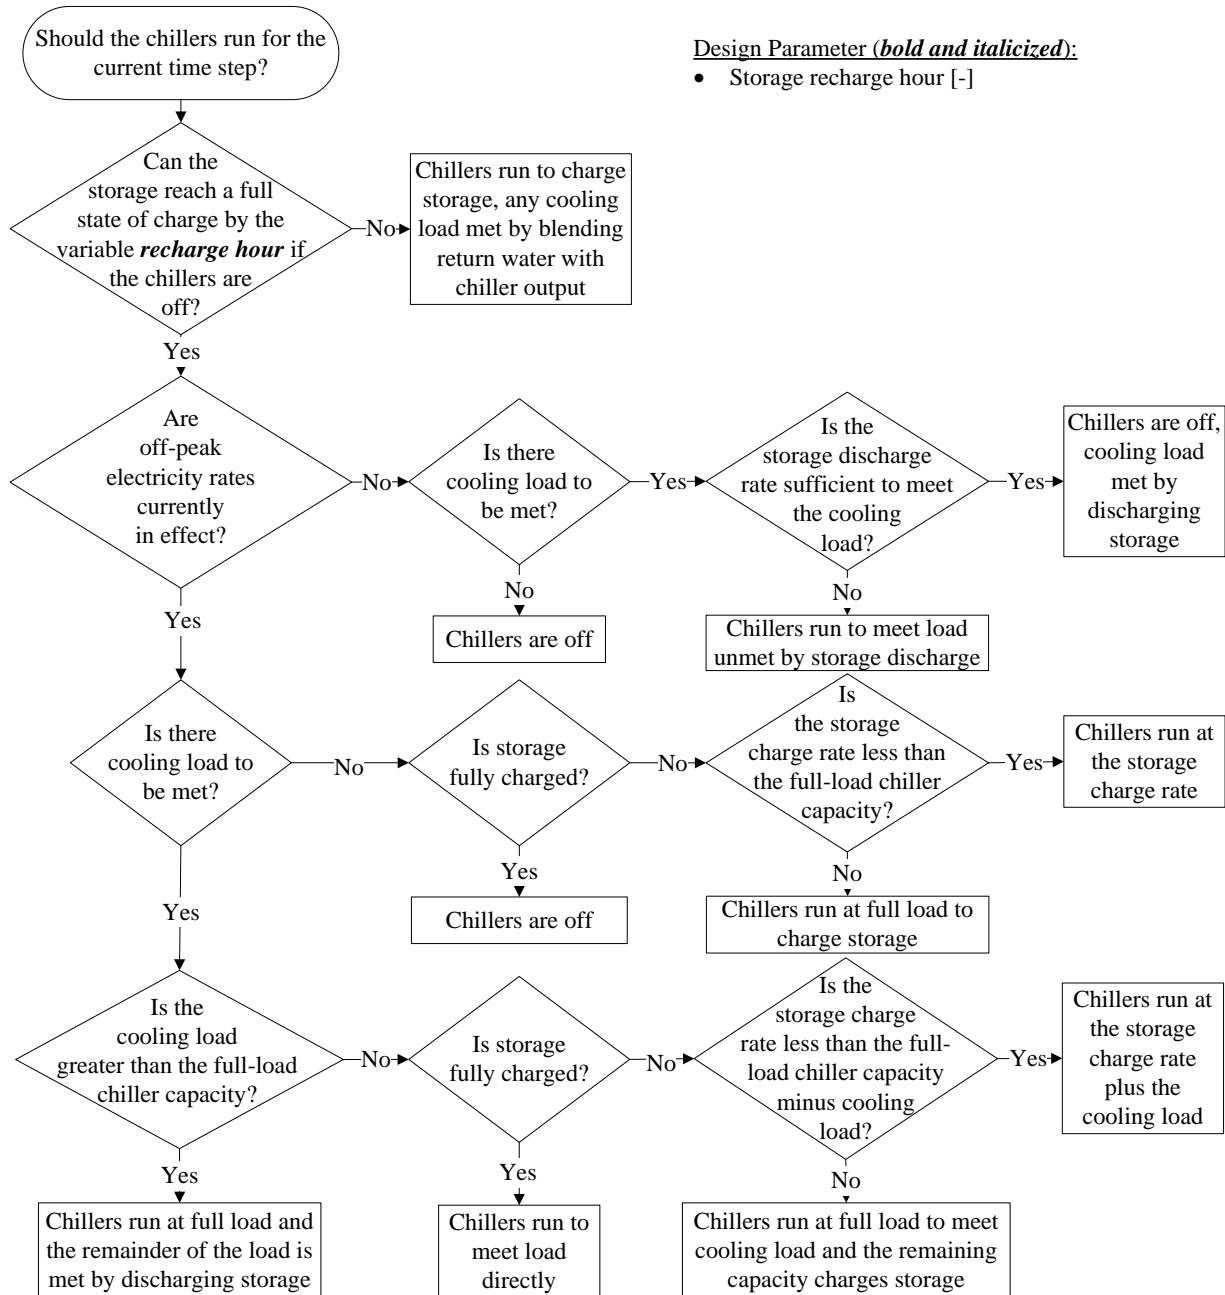 Should the chillers run for the
current time step?
Design Parameter (bold and italicized):
• Storage recharge hour [-]
Can the
storage reach a full
state of charge by the
variable recharge hour if
the chillers are
off?
No
Chillers run to charge
storage, any cooling
load met by blending
return water with
chiller output
Yes
Are
off-peak
electricity rates
currently
in effect?
No
Is there
cooling load to
be met?
Yes
Is the
storage discharge
rate sufficient to meet
the cooling
load?
Yes
Chillers are off,
cooling load
met by
discharging
storage
No
Chillers are off
No
Chillers run to meet load
unmet by storage discharge
Yes
Is there
cooling load to
be met?
No
Is storage
fully charged?
No
Is
the storage
charge rate less than
the full-load chiller
capacity?
Yes
Chillers run at
the storage
charge rate
Yes
Chillers are off
No
Chillers run at full load to
charge storage
Yes
Is the
cooling load
greater than the full-load
chiller capacity?
No
Is storage
fully charged?
No
Is the
storage charge
rate less than the full-
load chiller capacity
minus cooling
load?
Yes
Chillers run at
the storage
charge rate
plus the
cooling load
Yes
Chillers run at full load and
the remainder of the load is
met by discharging storage
Yes
Chillers run to
meet load
directly
No
Chillers run at full load to meet
cooling load and the remaining
capacity charges storage